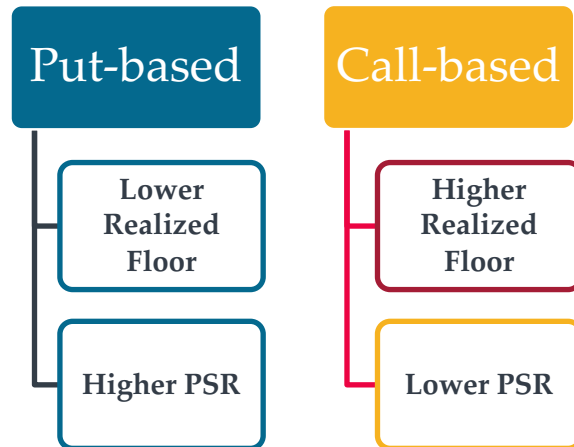 Put-based
Lower
Realized
Floor
Higher PSR
Call-based
Higher
Realized
Floor
Lower PSR